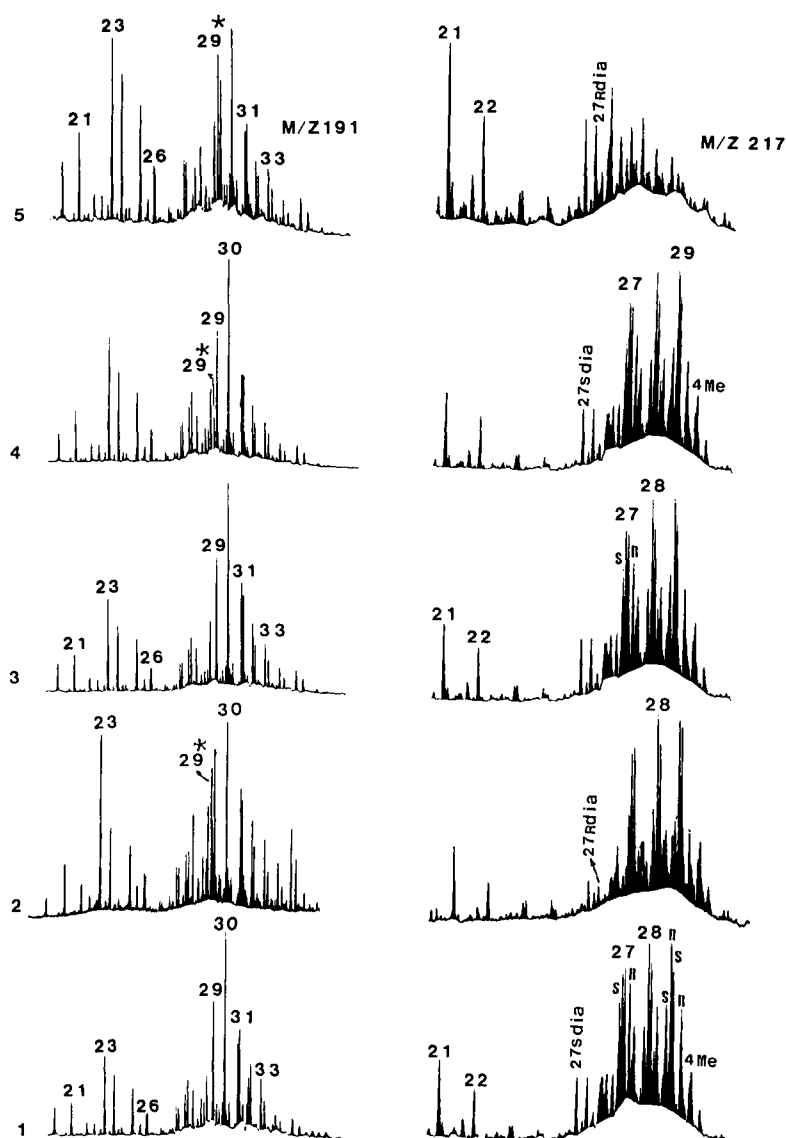 23 * 29 21 26 31 33 M/Z191 5
21 22 27Rdia M/Z 217
30 29 29* 4
27sdia 27 29 4Me
23 21 26 29 30 31 33 3
21 22 27 S R 28
23 29* 30 2
27Rdia 28
21 23 26 29 30 31 33 1
21 22 27sdia S 27 R 28 S R S R 4Me